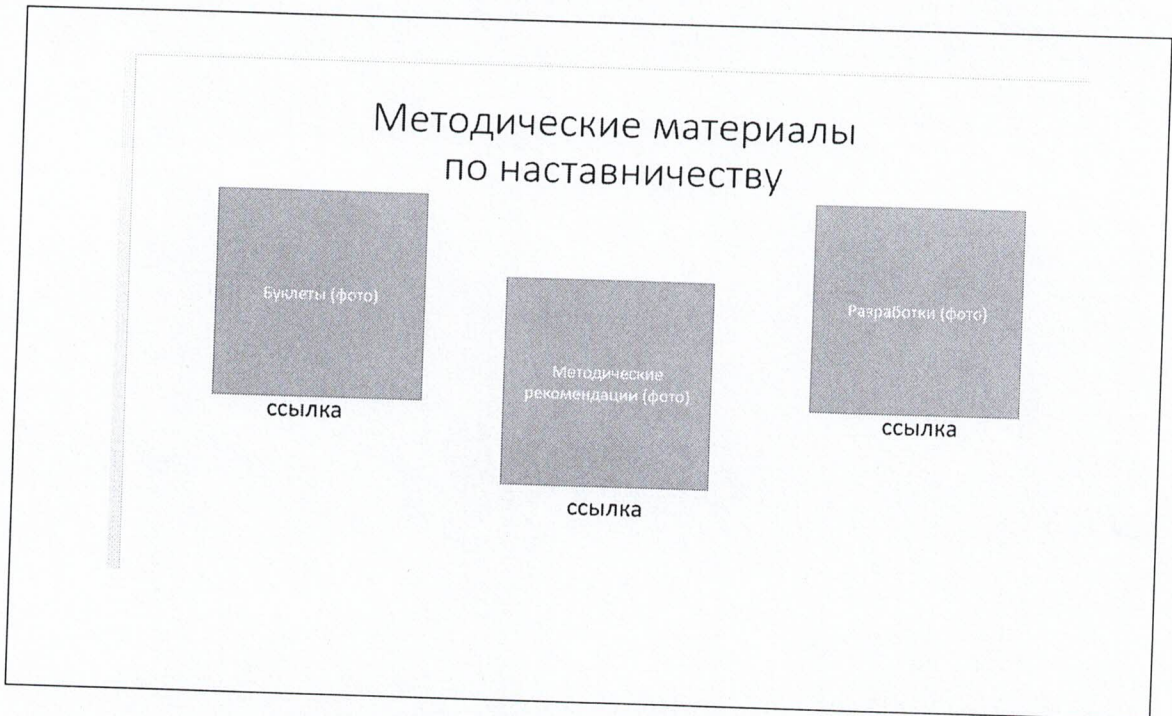 Методические материалы
по наставничеству
Буклеты (фото)
ссылка
Методические
рекомендации (фото)
ссылка
Разработки (фото)
ссылка